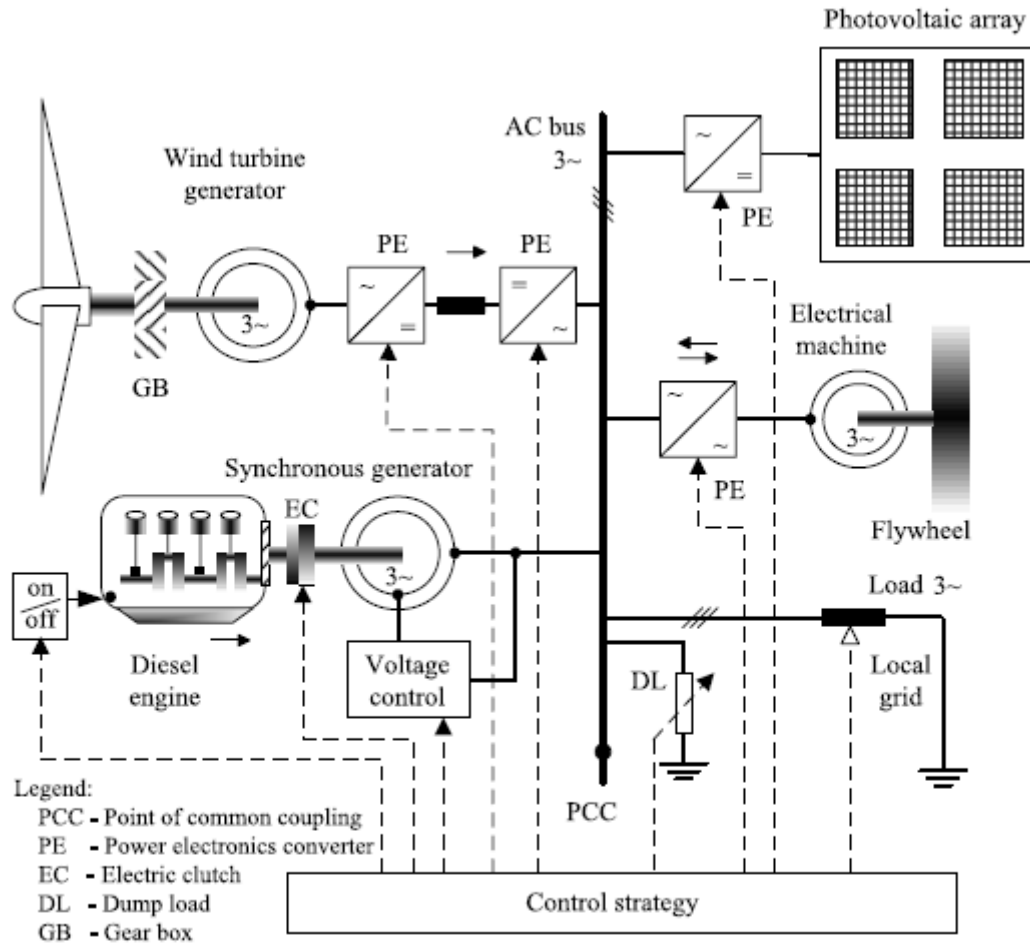 Photovoltaic array
AC bus
3~
~
=
PE
Wind turbine
generator
PE
PE
~
=
=
~
3~
GB
Electrical
machine
~
~
3~
PE
Flywheel
Synchronous generator
EC
3~
on
off
Diesel
engine
Voltage
control
Load 3~
Local
grid
DL
PCC
Legend:
PCC - Point of common coupling
PE - Power electronics converter
EC - Electric clutch
DL - Dump load
GB - Gear box
Control strategy